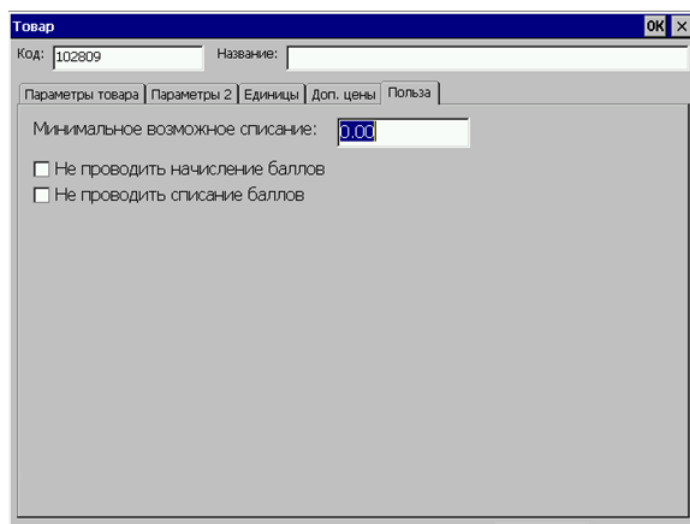 Товар OK ×
Код: 102809 Название:
Параметры товара Параметры 2 Единицы Доп. цены Польза
Минимальное возможное списание: 0.00
Не проводить начисление баллов
Не проводить списание баллов